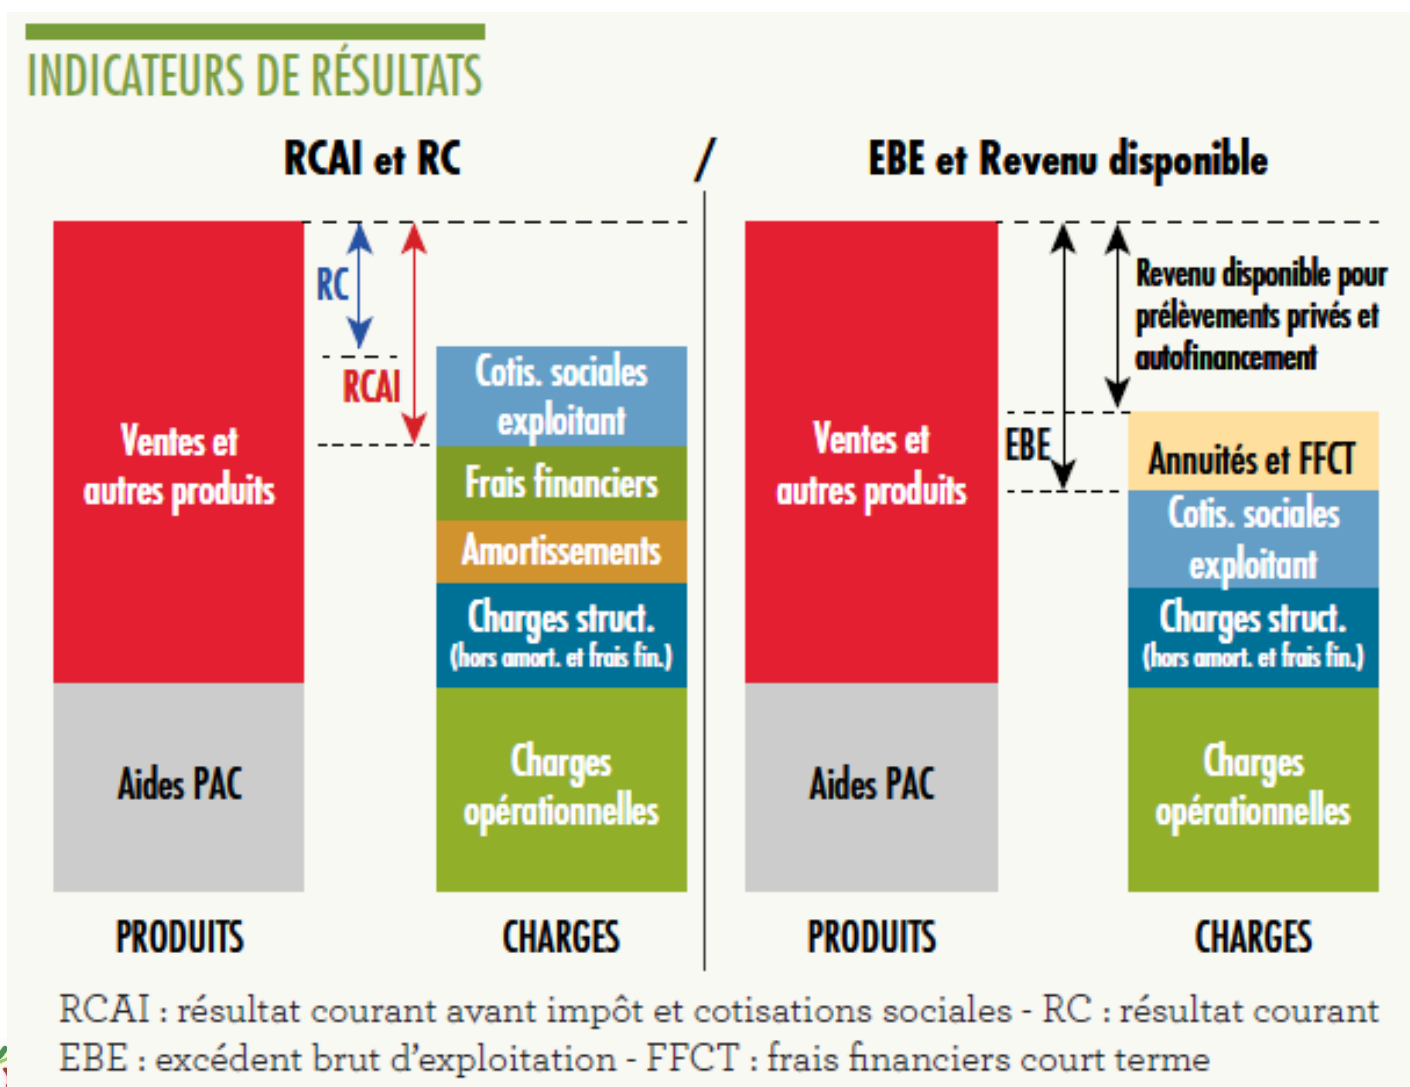 INDICATEURS DE RÉSULTATS
RCAI et RC
/
EBE et Revenu disponible
RC
RCAI
Ventes et
autres produits
Aides PAC
Cotis. sociales
exploitant
Frais financiers
Amortissements
Charges struct.
(hors amort. et frais fin.)
Charges
opérationnelles
PRODUITS
CHARGES
Ventes et
autres produits
Aides PAC
EBE
Revenu disponible pour
prélèvements privés et
autofinancement
Annuités et FFCT
Cotis. sociales
exploitant
Charges struct.
(hors amort. et frais fin.)
Charges
opérationnelles
PRODUITS
CHARGES
RCAI : résultat courant avant impôt et cotisations sociales - RC : résultat courant
EBE : excédent brut d'exploitation - FFCT : frais financiers court terme